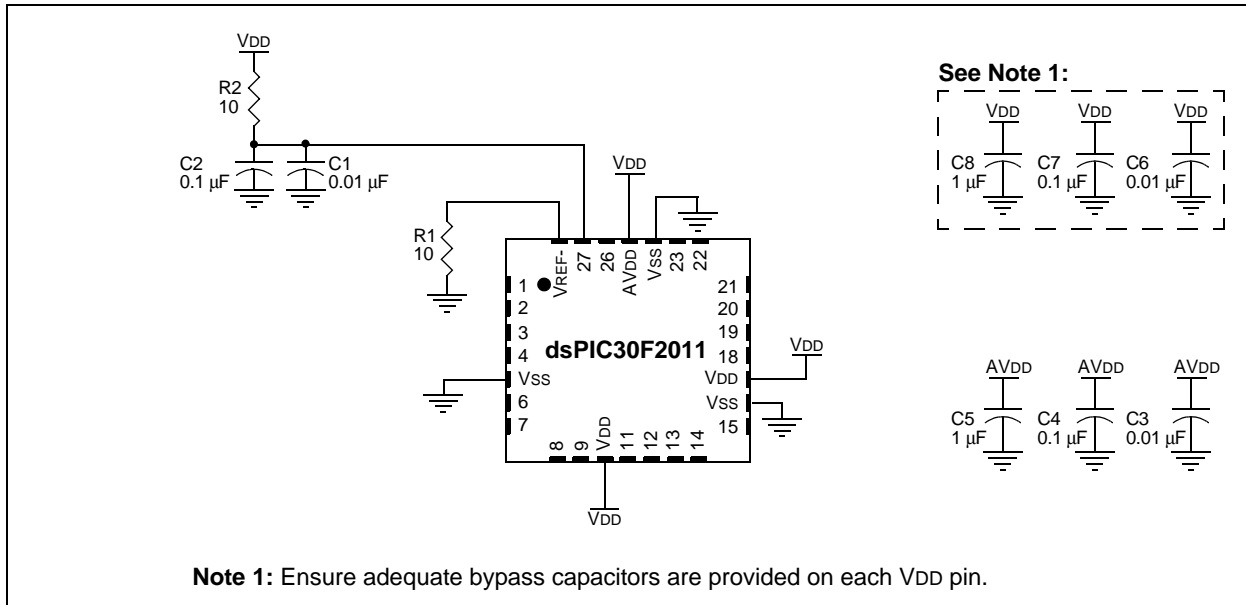 VDD
R2
10
C2
0.1 µF
C1
0.01 µF
R1
10
VDD
See Note 1:
VDD
VDD
VDD
C8
1 µF
C7
0.1 µF
C6
0.01 µF
VREF-
27
26
AVDD
VSS
23
22
1
2
3
4
VSS
6
7
dsPIC30F2011
21
20
19
18
VDD
VSS
15
VDD
8
9
VDD
11
12
13
14
VDD
AVDD
AVDD
AVDD
C5
1 µF
C4
0.1 µF
C3
0.01 µF
Note 1: Ensure adequate bypass capacitors are provided on each VDD pin.